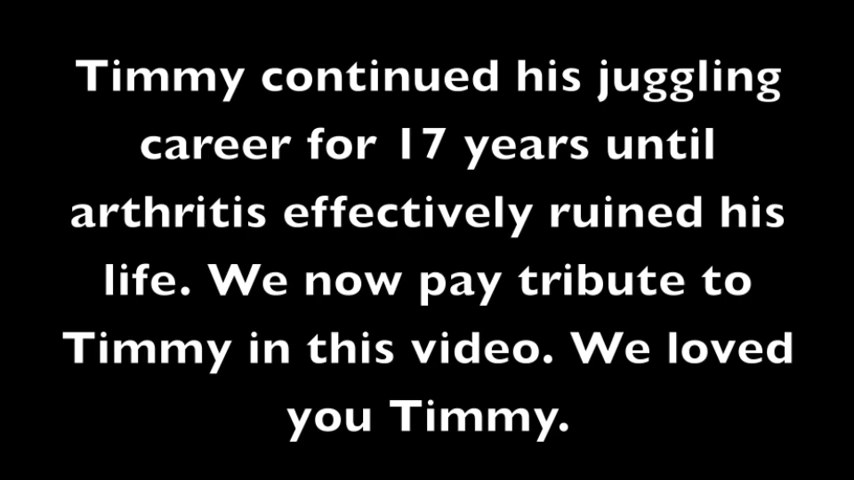 Timmy continued his juggling
career for 17 years until
arthritis effectively ruined his
life. We now pay tribute to
Timmy in this video. We loved
you Timmy.